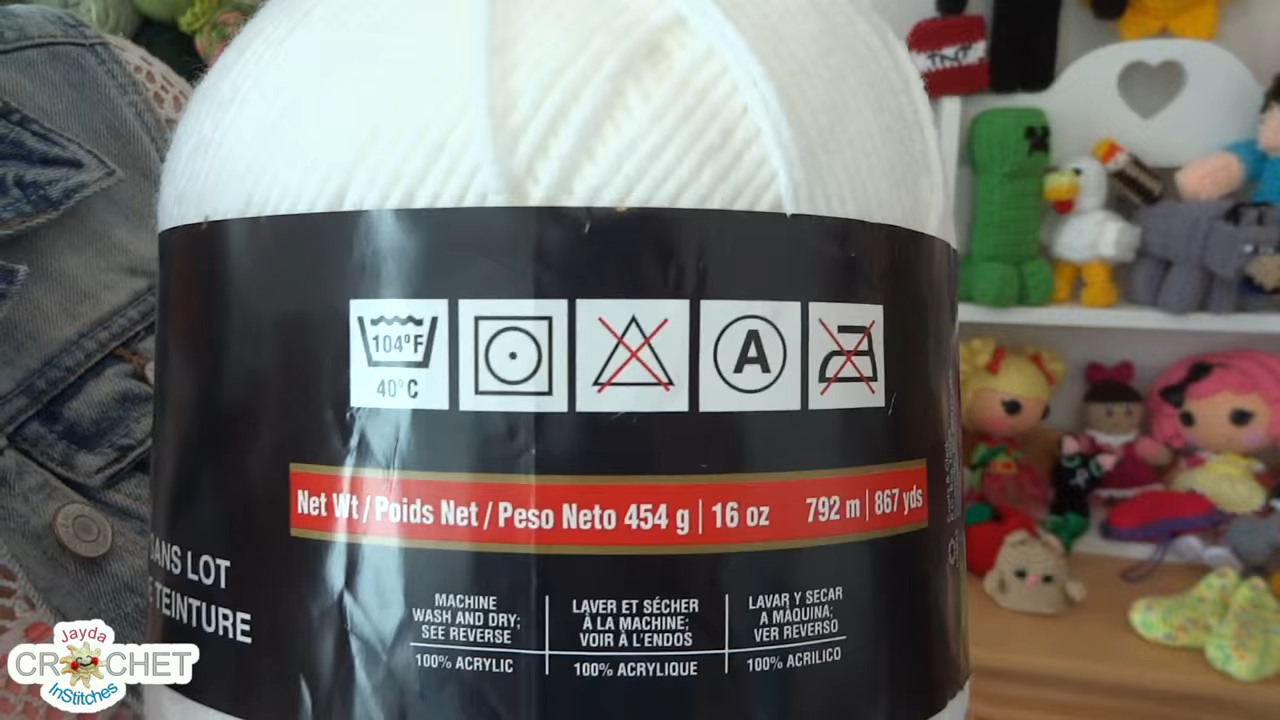 TNT
104°F
40°C
A
Net Wt / Poids Net / Peso Neto 454 g | 16 oz 792 m | 867 yds
DANS LOT
TEINTURE
MACHINE
WASH AND DRY;
SEE REVERSE
100% ACRYLIC
LAVER ET SÉCHER
À LA MACHINE;
VOIR À L'ENDOS
100% ACRYLIQUE
LAVAR Y SECAR
A MÁQUINA;
VER REVERSO
100% ACRILICO
Jayda
CROCHET
InStitches